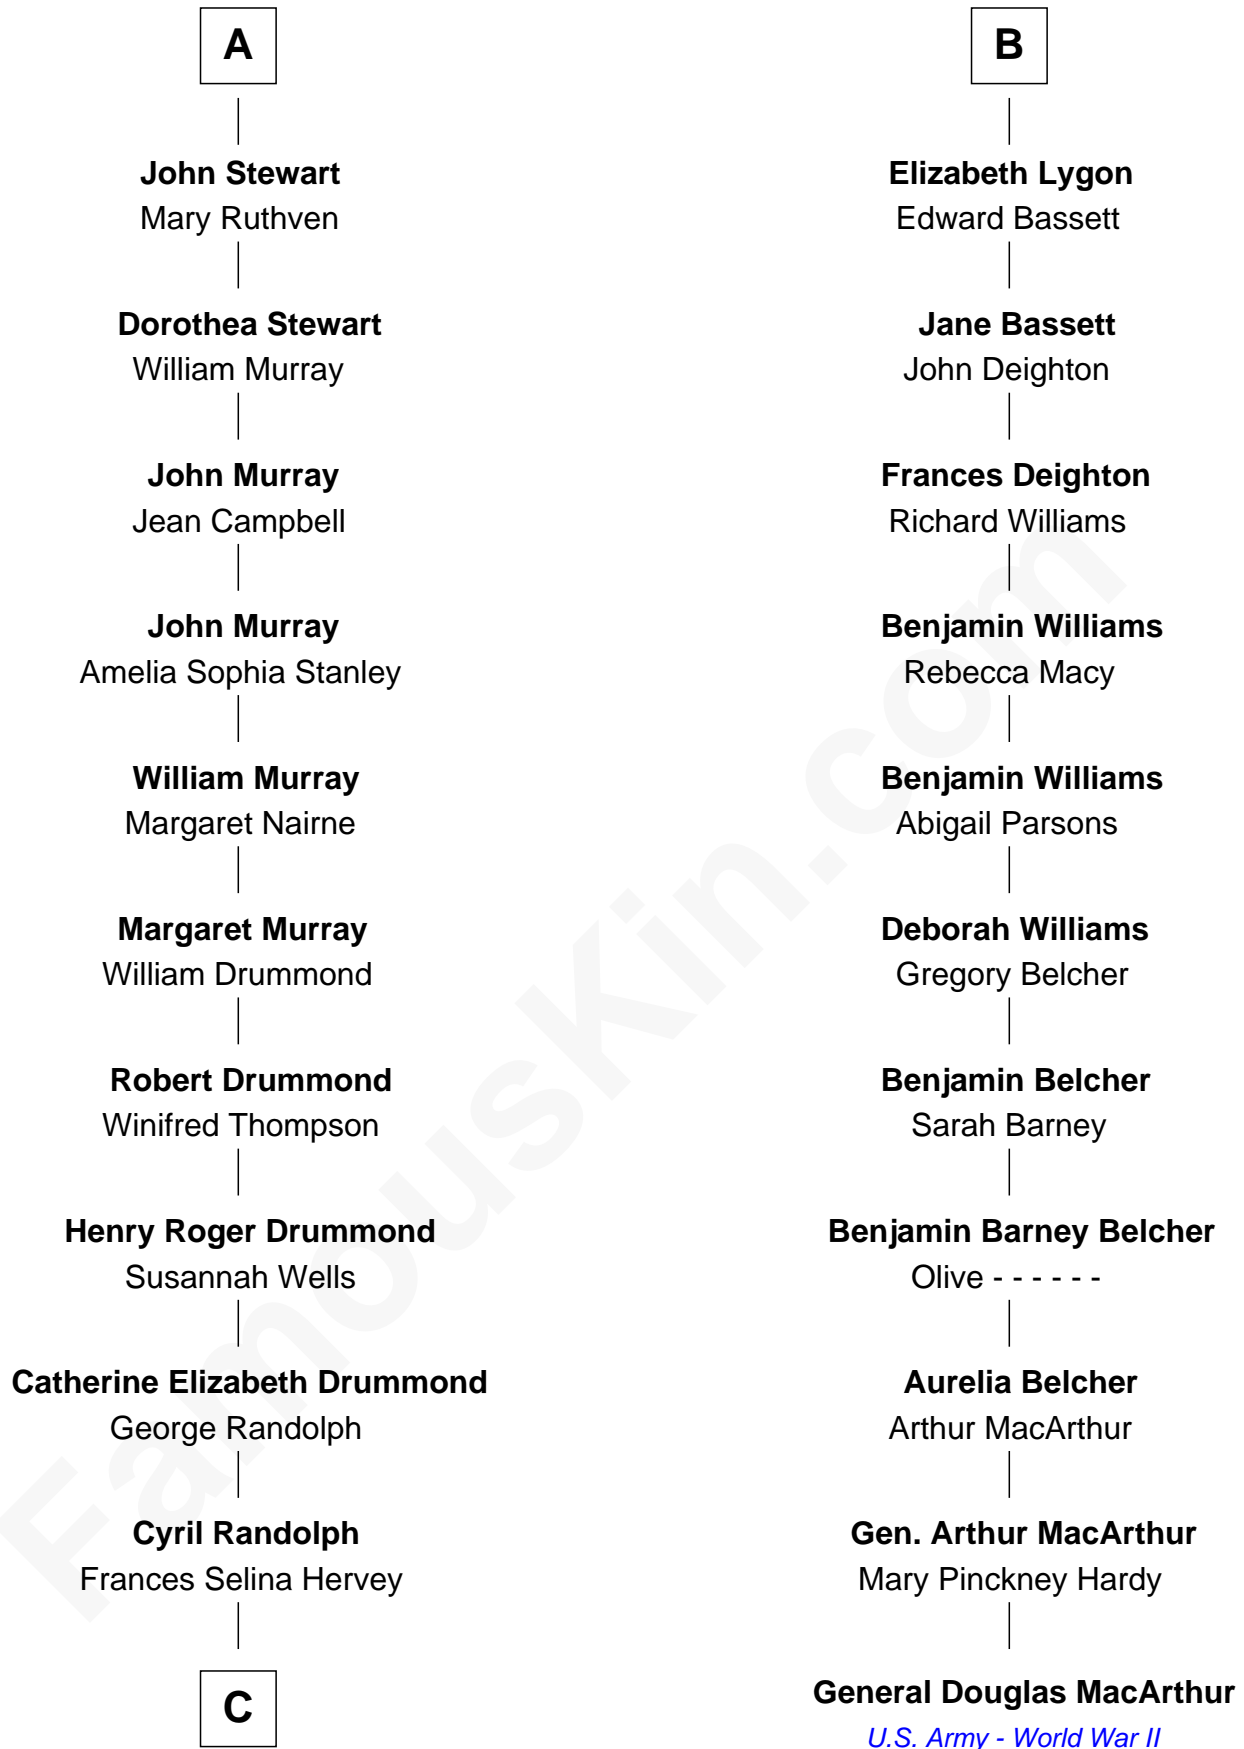 A
John Stewart
Mary Ruthven
Dorothea Stewart
William Murray
John Murray
Jean Campbell
John Murray
Amelia Sophia Stanley
William Murray
Margaret Nairne
Margaret Murray
William Drummond
Robert Drummond
Winifred Thompson
Henry Roger Drummond
Susannah Wells
Catherine Elizabeth Drummond
George Randolph
Cyril Randolph
Frances Selina Hervey
C
B
Elizabeth Lygon
Edward Bassett
Jane Bassett
John Deighton
Frances Deighton
Richard Williams
Benjamin Williams
Rebecca Macy
Benjamin Williams
Abigail Parsons
Deborah Williams
Gregory Belcher
Benjamin Belcher
Sarah Barney
Benjamin Barney Belcher
Olive - - - - - -
Aurelia Belcher
Arthur MacArthur
Gen. Arthur MacArthur
Mary Pinckney Hardy
General Douglas MacArthur
U.S. Army - World War II
FamousKin.com